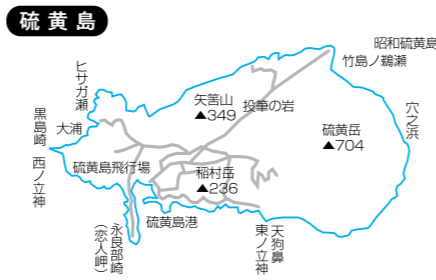 硫黄島
昭和硫黄島
竹島ノ鵜瀬
ヒサガ瀬
矢筈山
▲349
投筆の岩
穴之浜
黒島崎
西ノ立神
大浦
硫黄岳
▲704
硫黄島飛行場
稲村岳
▲236
硫黄島港
永良部崎
(恋人岬)
天狗鼻
東ノ立神